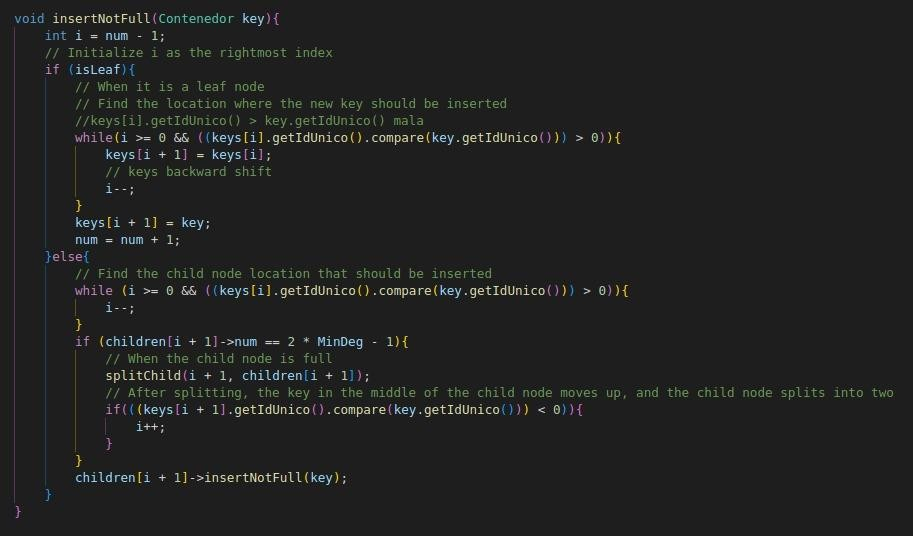 void insertNotFull(Contenedor key){
    int i = num - 1;
    // Initialize i as the rightmost index
    if (isLeaf){
        // When it is a leaf node
        // Find the location where the new key should be inserted
        //keys[i].getIdUnico() > key.getIdUnico() mala
        while(i >= 0 && ((keys[i].getIdUnico().compare(key.getIdUnico())) > 0)){
            keys[i + 1] = keys[i];
            // keys backward shift
            i--;
        }
        keys[i + 1] = key;
        num = num + 1;
    }else{
        // Find the child node location that should be inserted
        while (i >= 0 && ((keys[i].getIdUnico().compare(key.getIdUnico())) > 0)){
            i--;
        }
        if (children[i + 1]->num == 2 * MinDeg - 1){
            // When the child node is full
            splitChild(i + 1, children[i + 1]);
            // After splitting, the key in the middle of the child node moves up, and the child node splits into two
            if(((keys[i + 1].getIdUnico().compare(key.getIdUnico())) < 0)){
                i++;
            }
        }
        children[i + 1]->insertNotFull(key);
    }
}